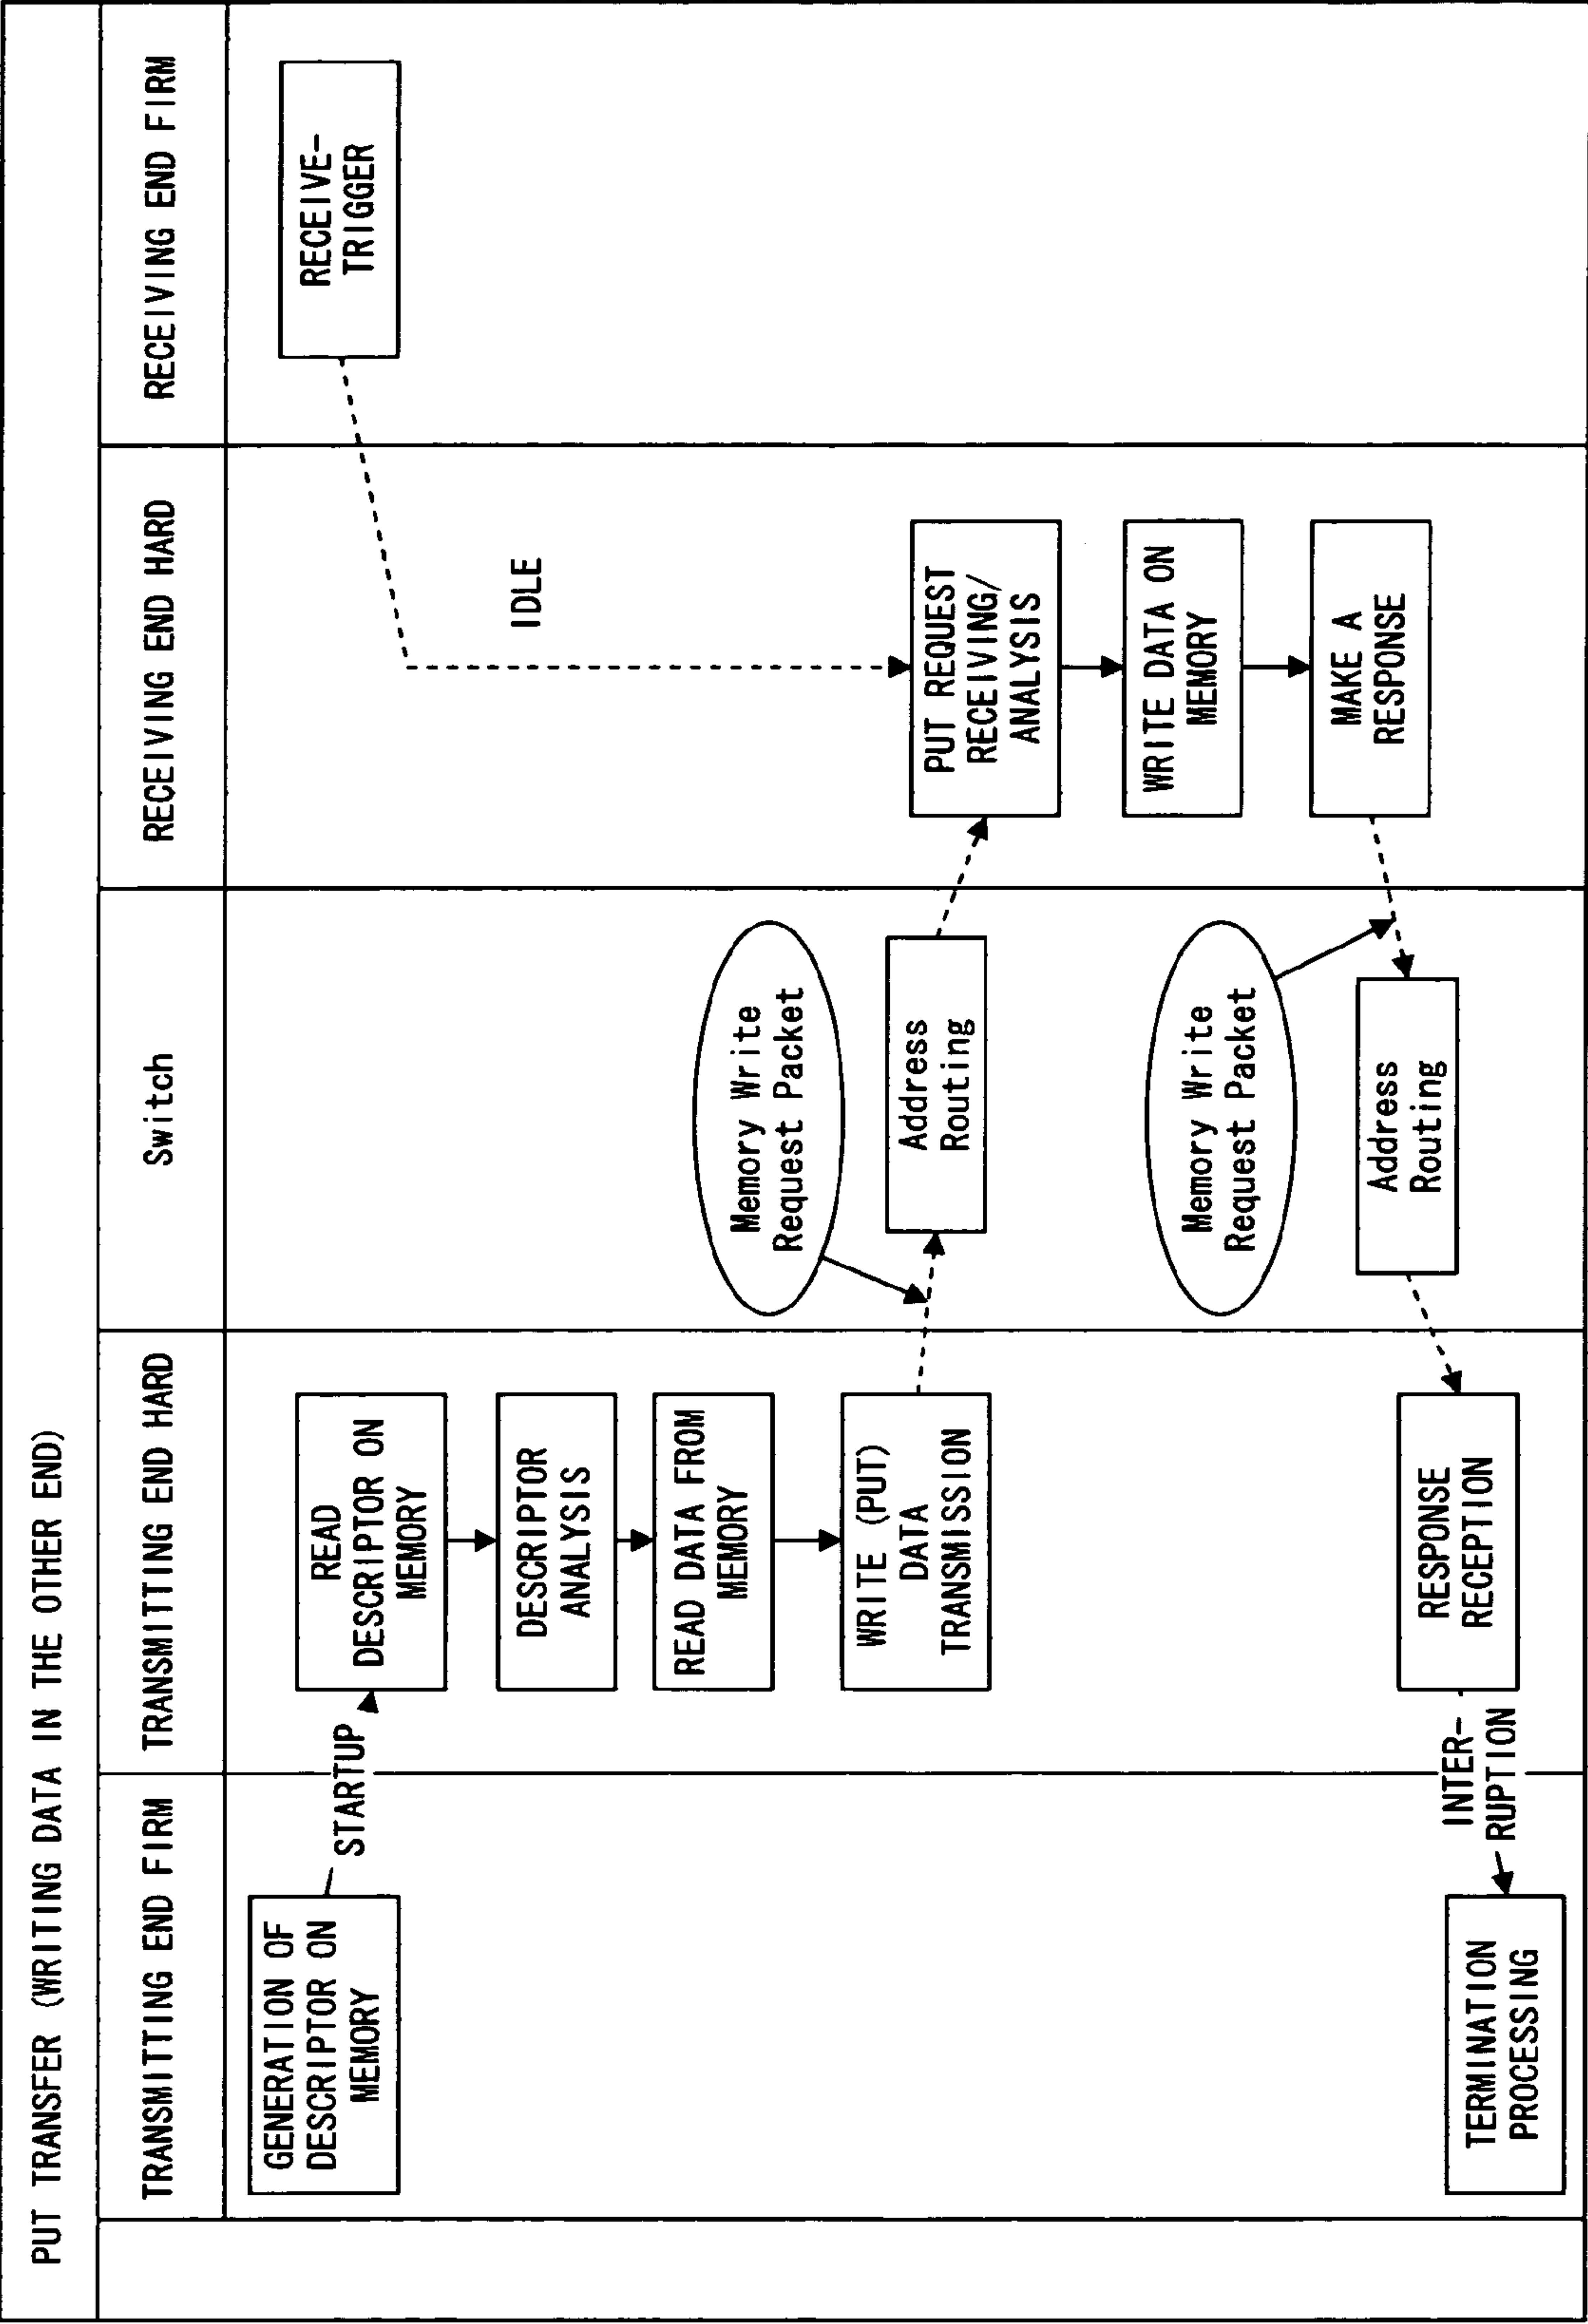 PUT TRANSFER (WRITING DATA IN THE OTHER END)
TRANSMITTING END FIRM
TRANSMITTING END HARD
Switch
RECEIVING END HARD
RECEIVING END FIRM
GENERATION OF
DESCRIPTOR ON
MEMORY
STARTUP
READ
DESCRIPTOR ON
MEMORY
DESCRIPTOR
ANALYSIS
READ DATA FROM
MEMORY
WRITE (PUT)
DATA
TRANSMISSION
Memory Write
Request Packet
Address
Routing
RECEIVE-
TRIGGER
IDLE
PUT REQUEST
RECEIVING/
ANALYSIS
WRITE DATA ON
MEMORY
MAKE A
RESPONSE
Memory Write
Request Packet
Address
Routing
RESPONSE
RECEPTION
INTER-
RUPTION
TERMINATION
PROCESSING